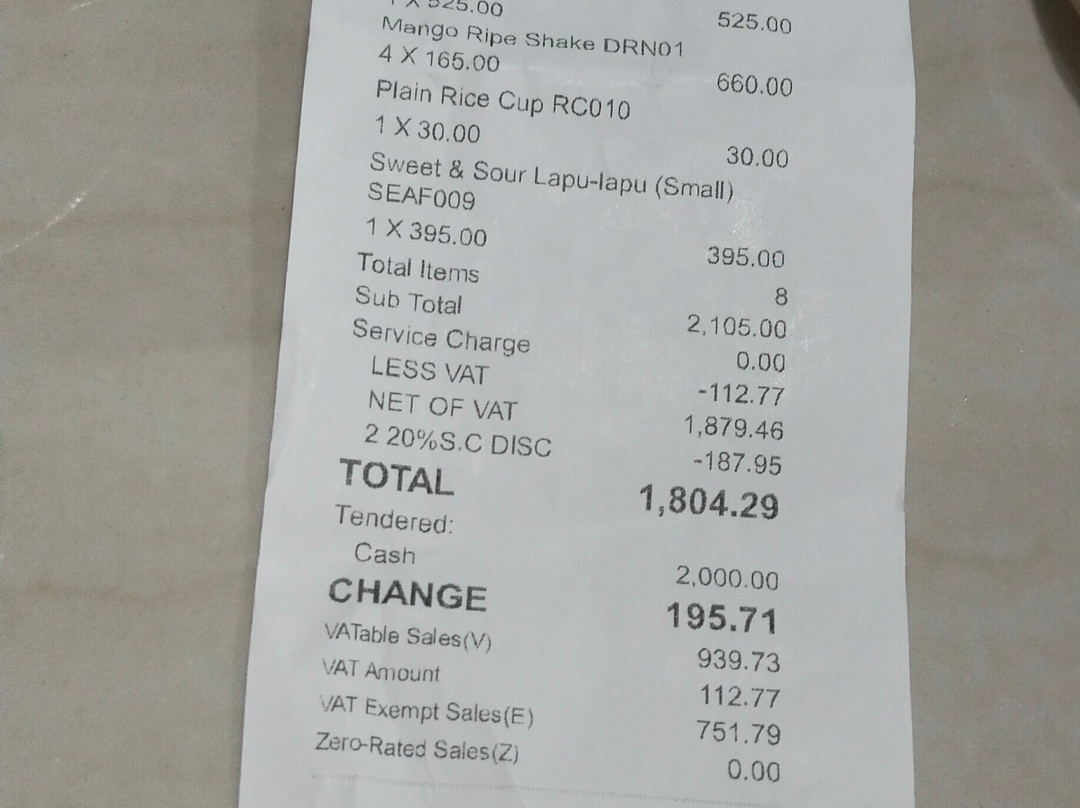 1 X 525.00 525.00
Mango Ripe Shake DRN01
4 X 165.00 660.00
Plain Rice Cup RC010
1 X 30.00 30.00
Sweet & Sour Lapu-lapu (Small)
SEAF009
1 X 395.00 395.00
Total Items 8
Sub Total 2,105.00
Service Charge 0.00
LESS VAT -112.77
NET OF VAT 1,879.46
2 20%S.C DISC -187.95
TOTAL 1,804.29
Tendered:
Cash 2,000.00
CHANGE 195.71
VATable Sales(V) 939.73
VAT Amount 112.77
VAT Exempt Sales(E) 751.79
Zero-Rated Sales(Z) 0.00